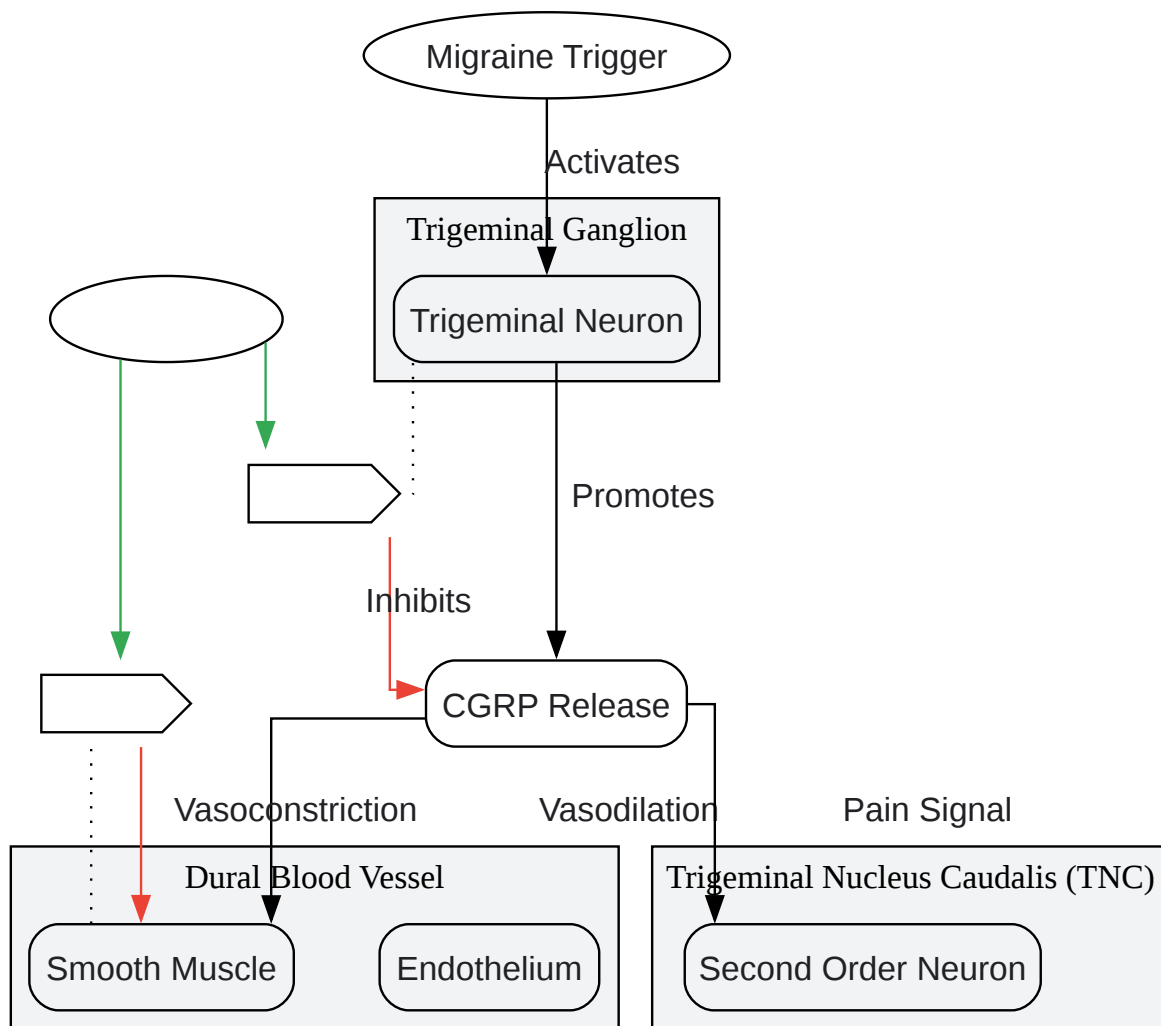 Migraine Trigger
Activates
Trigeminal Ganglion
Trigeminal Neuron
Promotes
Inhibits
CGRP Release
Vasoconstriction
Vasodilation
Pain Signal
Dural Blood Vessel
Trigeminal Nucleus Caudalis (TNC)
Smooth Muscle
Endothelium
Second Order Neuron